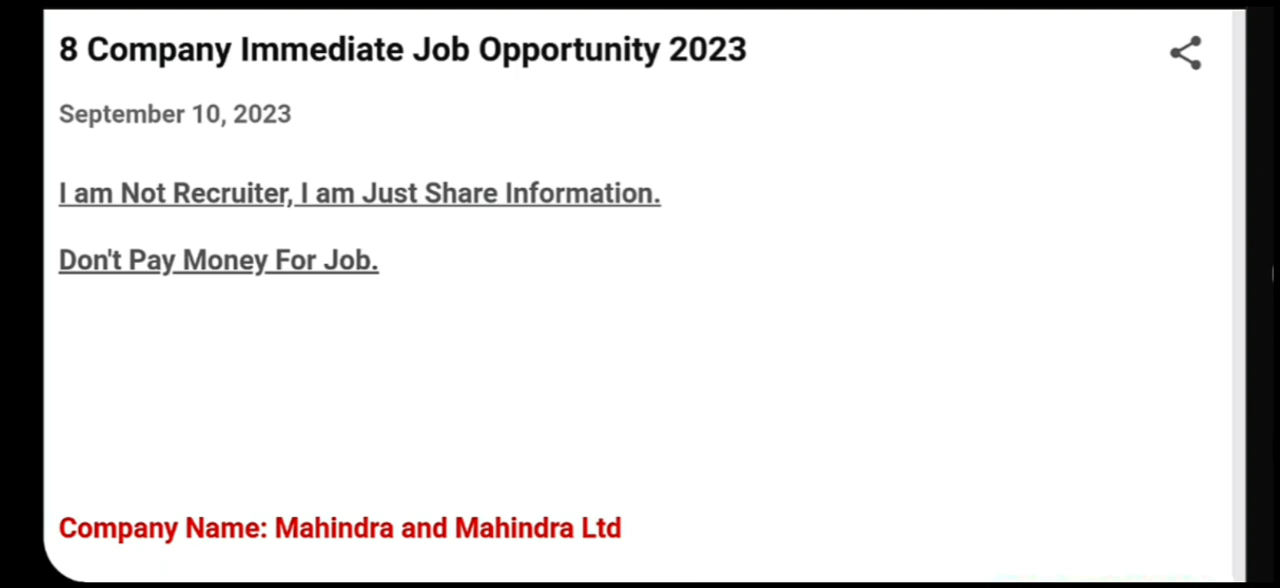 8 Company Immediate Job Opportunity 2023
September 10, 2023
I am Not Recruiter, I am Just Share Information.
Don't Pay Money For Job.
Company Name: Mahindra and Mahindra Ltd